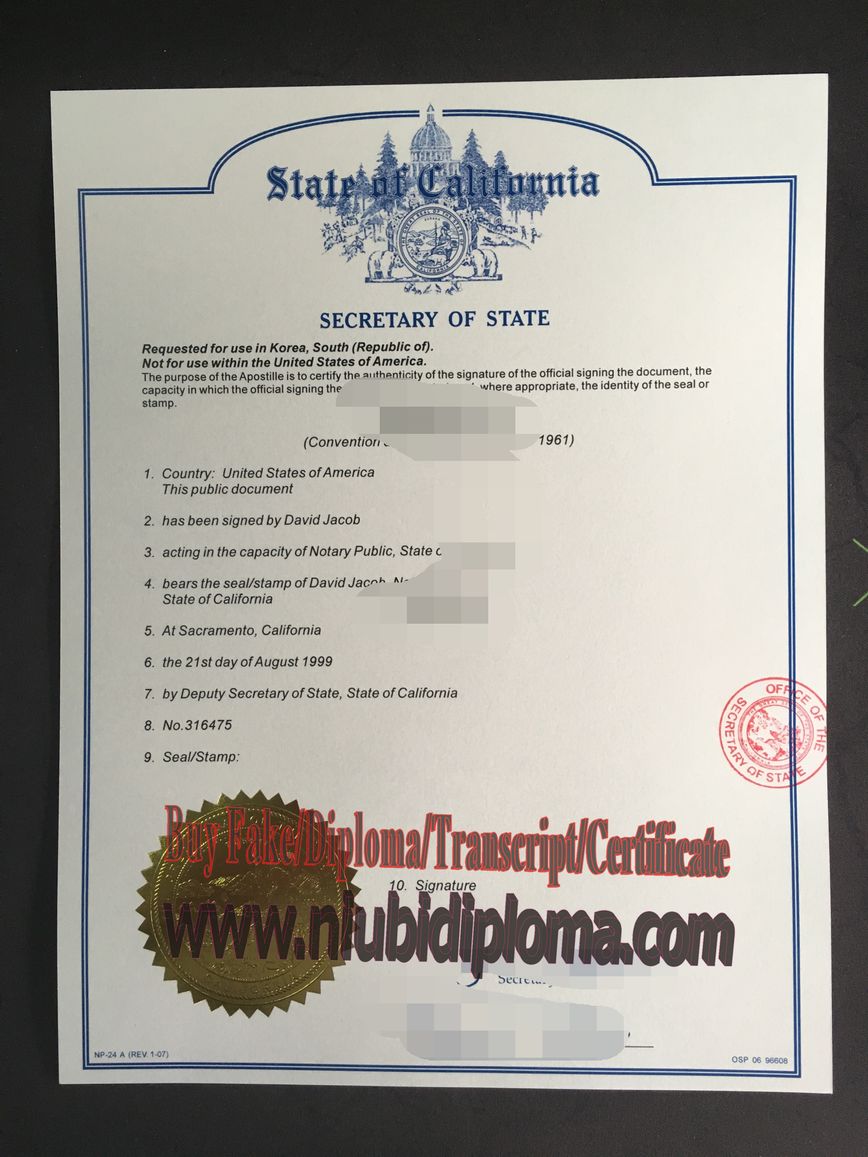 State of California
SECRETARY OF STATE
Requested for use in Korea, South (Republic of).
Not for use within the United States of America.
The purpose of the Apostille is to certify the authenticity of the signature of the official signing the document, the
capacity in which the official signing the where appropriate, the identity of the seal or
stamp.
(Convention 1961)
1. Country: United States of America
This public document
2. has been signed by David Jacob
3. acting in the capacity of Notary Public, State
4. bears the seal/stamp of David Jacob,
State of California
5. At Sacramento, California
6. the 21st day of August 1999
7. by Deputy Secretary of State, State of California
8. No.316475
9. Seal/Stamp:
OFFICE OF THE
SECRETARY OF STATE
Buy Fake/Diploma/Transcript/Certificate
10. Signature
www.niubidiploma.com
Secretary
NP-24 A (REV 1-07)
OSP 06 96608